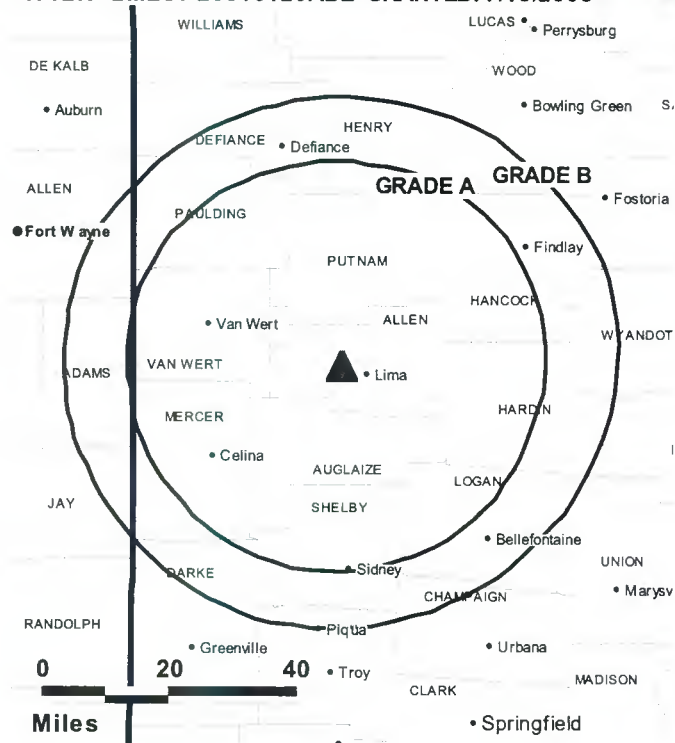 WILLIAMS
LUCAS
Perrysburg
DE KALB
WOOD
Auburn
Bowling Green
HENRY
DEFIANCE
Defiance
GRADE A
GRADE B
ALLEN
Fostoria
PAULDING
Fort Wayne
Findlay
PUTNAM
HANCOCK
Van Wert
ALLEN
WYANDOT
VAN WERT
ADAMS
Lima
MERCER
HARDIN
Celina
AUGLAIZE
LOGAN
JAY
SHELBY
Bellefontaine
DARKE
Sidney
UNION
CHAMPAIGN
Marysv
RANDOLPH
Piqua
Greenville
Urbana
0 20 40
Troy
MADISON
CLARK
Miles
Springfield